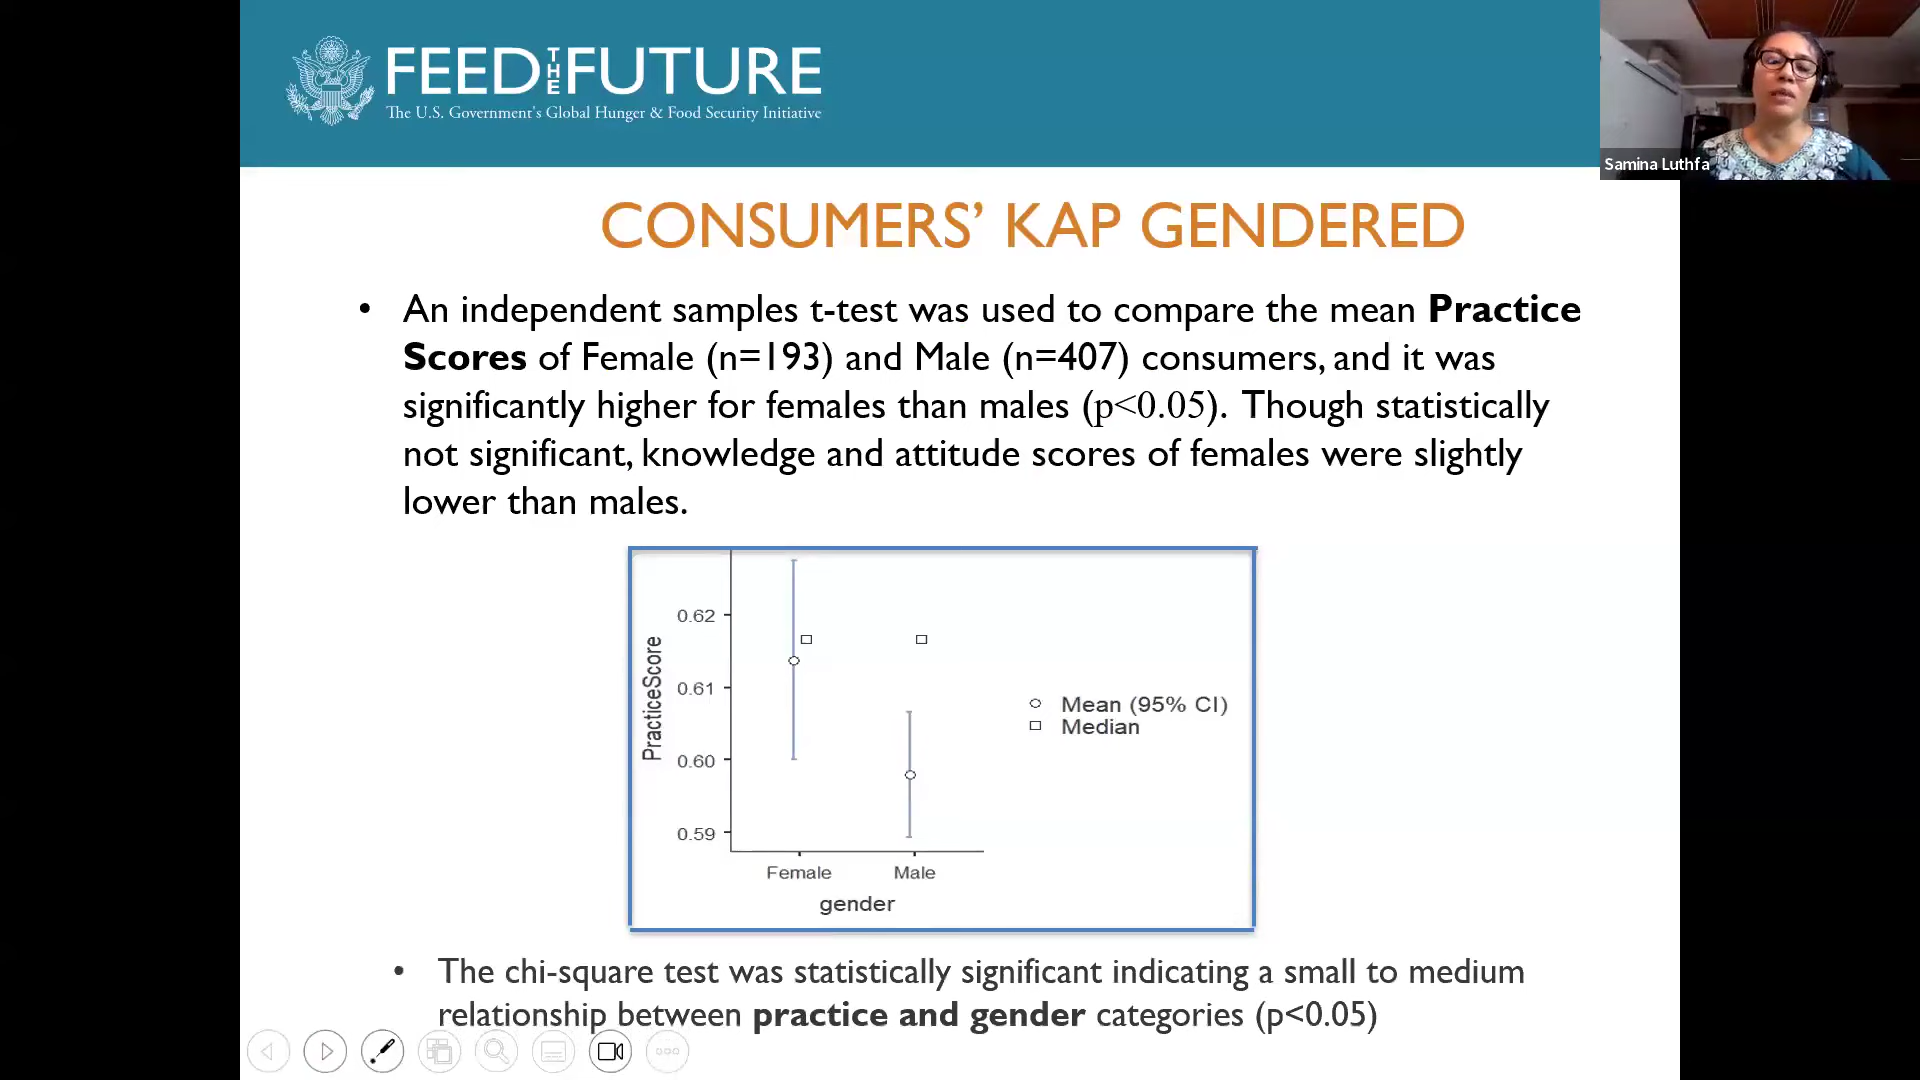 FEED THE FUTURE
The U.S. Government's Global Hunger & Food Security Initiative
Samina Luthfa
CONSUMERS' KAP GENDERED
• An independent samples t-test was used to compare the mean Practice
Scores of Female (n=193) and Male (n=407) consumers, and it was
significantly higher for females than males (p<0.05). Though statistically
not significant, knowledge and attitude scores of females were slightly
lower than males.
PracticeScore
0.62
0.61
0.60
0.59
Female Male
gender
Mean (95% CI)
Median
• The chi-square test was statistically significant indicating a small to medium
relationship between practice and gender categories (p<0.05)